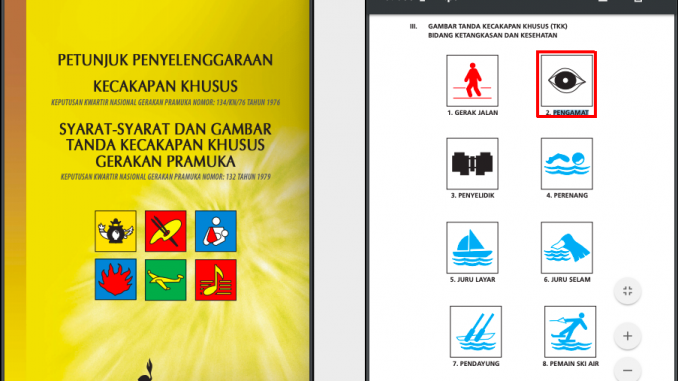 PETUNJUK PENYELENGGARAAN
KECAKAPAN KHUSUS
KEPUTUSAN KWARTIR NASIONAL GERAKAN PRAMUKA NOMOR: 134/KN/76 TAHUN 1976
SYARAT-SYARAT DAN GAMBAR
TANDA KECAKAPAN KHUSUS
GERAKAN PRAMUKA
KEPUTUSAN KWARTIR NASIONAL GERAKAN PRAMUKA NOMOR: 132 TAHUN 1979
III. GAMBAR TANDA KECAKAPAN KHUSUS (TKK)
BIDANG KETANGKASAN DAN KESEHATAN
1. GERAK JALAN
2. PENGAMAT
3. PENYELIDIK
4. PERENANG
5. JURU LAYAR
6. JURU SELAM
7. PENDAYUNG
8. PEMAIN SKI AIR